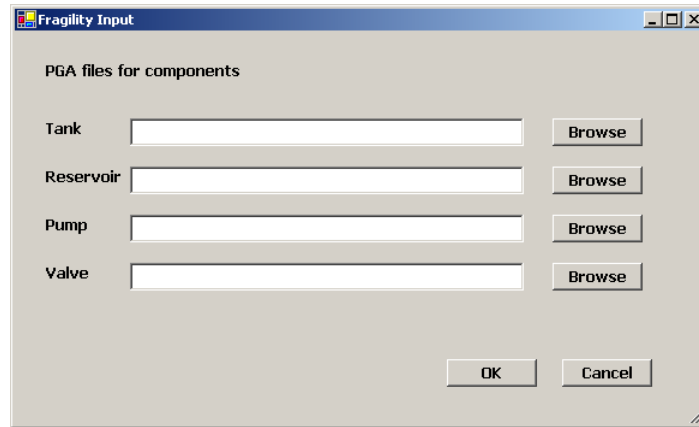 Fragility Input
PGA files for components
Tank Browse
Reservoir Browse
Pump Browse
Valve Browse
OK Cancel